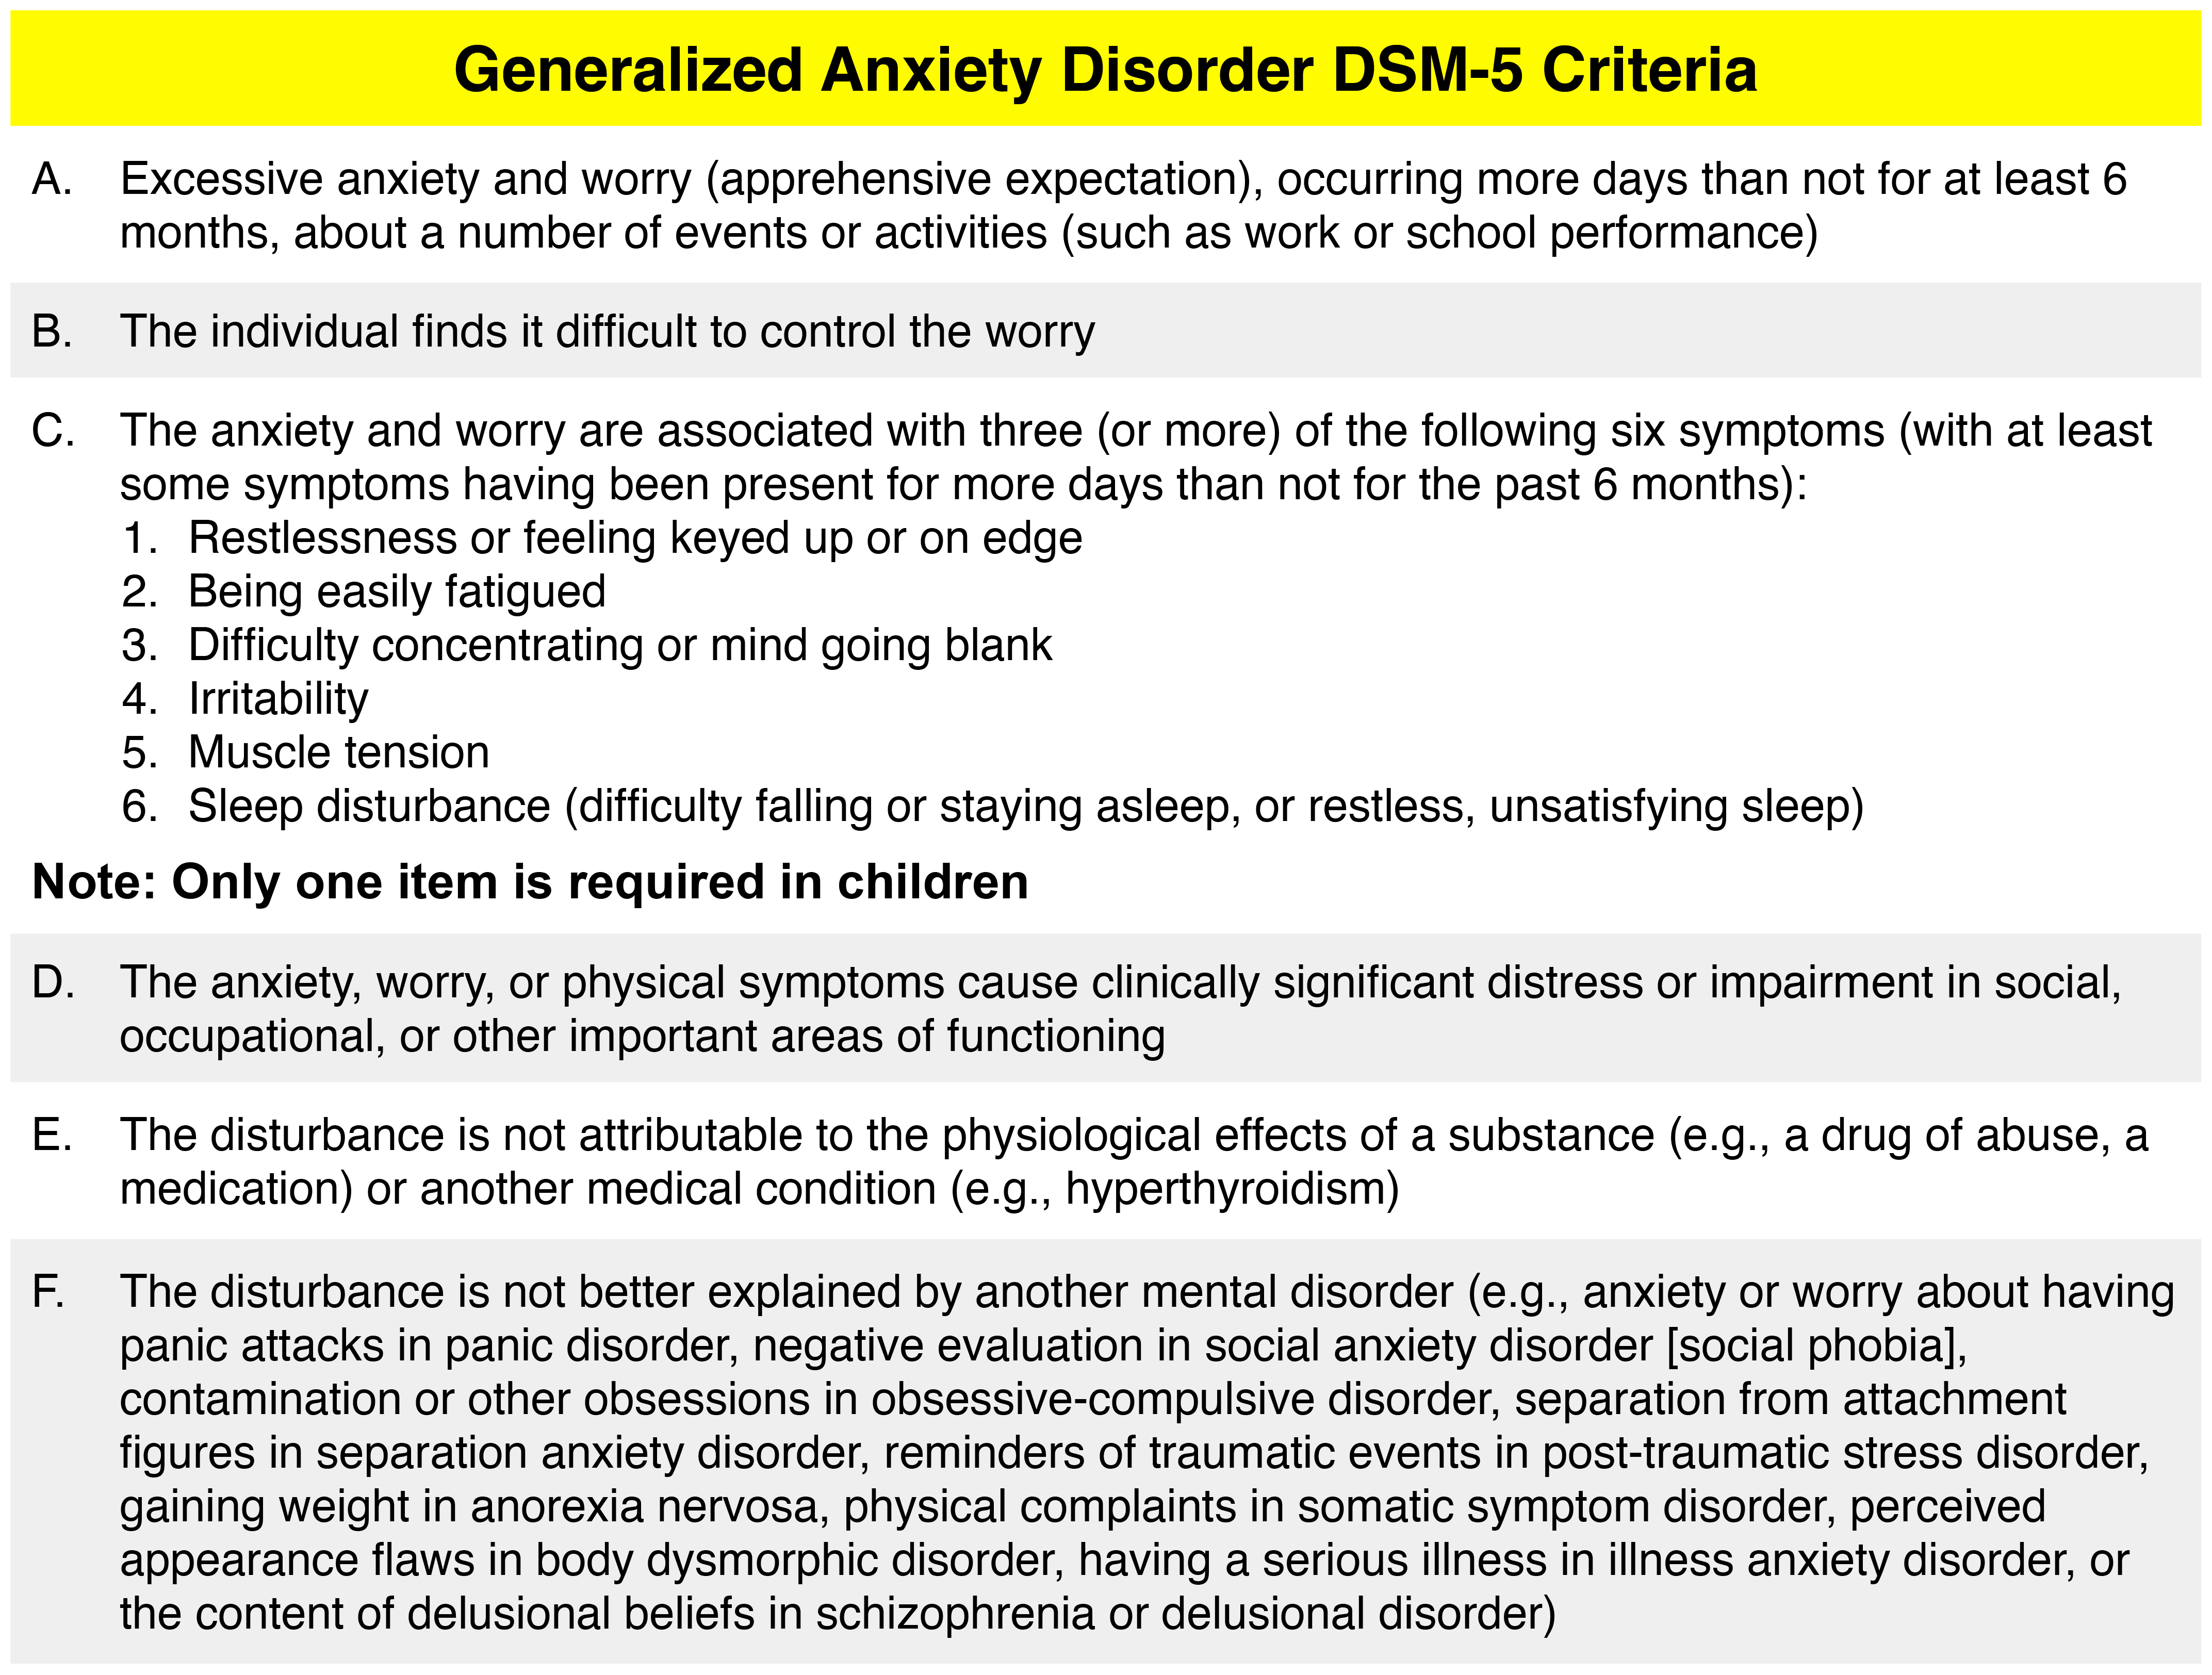 Generalized Anxiety Disorder DSM-5 Criteria
A. Excessive anxiety and worry (apprehensive expectation), occurring more days than not for at least 6
months, about a number of events or activities (such as work or school performance)
B. The individual finds it difficult to control the worry
C. The anxiety and worry are associated with three (or more) of the following six symptoms (with at least
some symptoms having been present for more days than not for the past 6 months):
1. Restlessness or feeling keyed up or on edge
2. Being easily fatigued
3. Difficulty concentrating or mind going blank
4. Irritability
5. Muscle tension
6. Sleep disturbance (difficulty falling or staying asleep, or restless, unsatisfying sleep)
Note: Only one item is required in children
D. The anxiety, worry, or physical symptoms cause clinically significant distress or impairment in social,
occupational, or other important areas of functioning
E. The disturbance is not attributable to the physiological effects of a substance (e.g., a drug of abuse, a
medication) or another medical condition (e.g., hyperthyroidism)
F. The disturbance is not better explained by another mental disorder (e.g., anxiety or worry about having
panic attacks in panic disorder, negative evaluation in social anxiety disorder [social phobia],
contamination or other obsessions in obsessive-compulsive disorder, separation from attachment
figures in separation anxiety disorder, reminders of traumatic events in post-traumatic stress disorder,
gaining weight in anorexia nervosa, physical complaints in somatic symptom disorder, perceived
appearance flaws in body dysmorphic disorder, having a serious illness in illness anxiety disorder, or
the content of delusional beliefs in schizophrenia or delusional disorder)